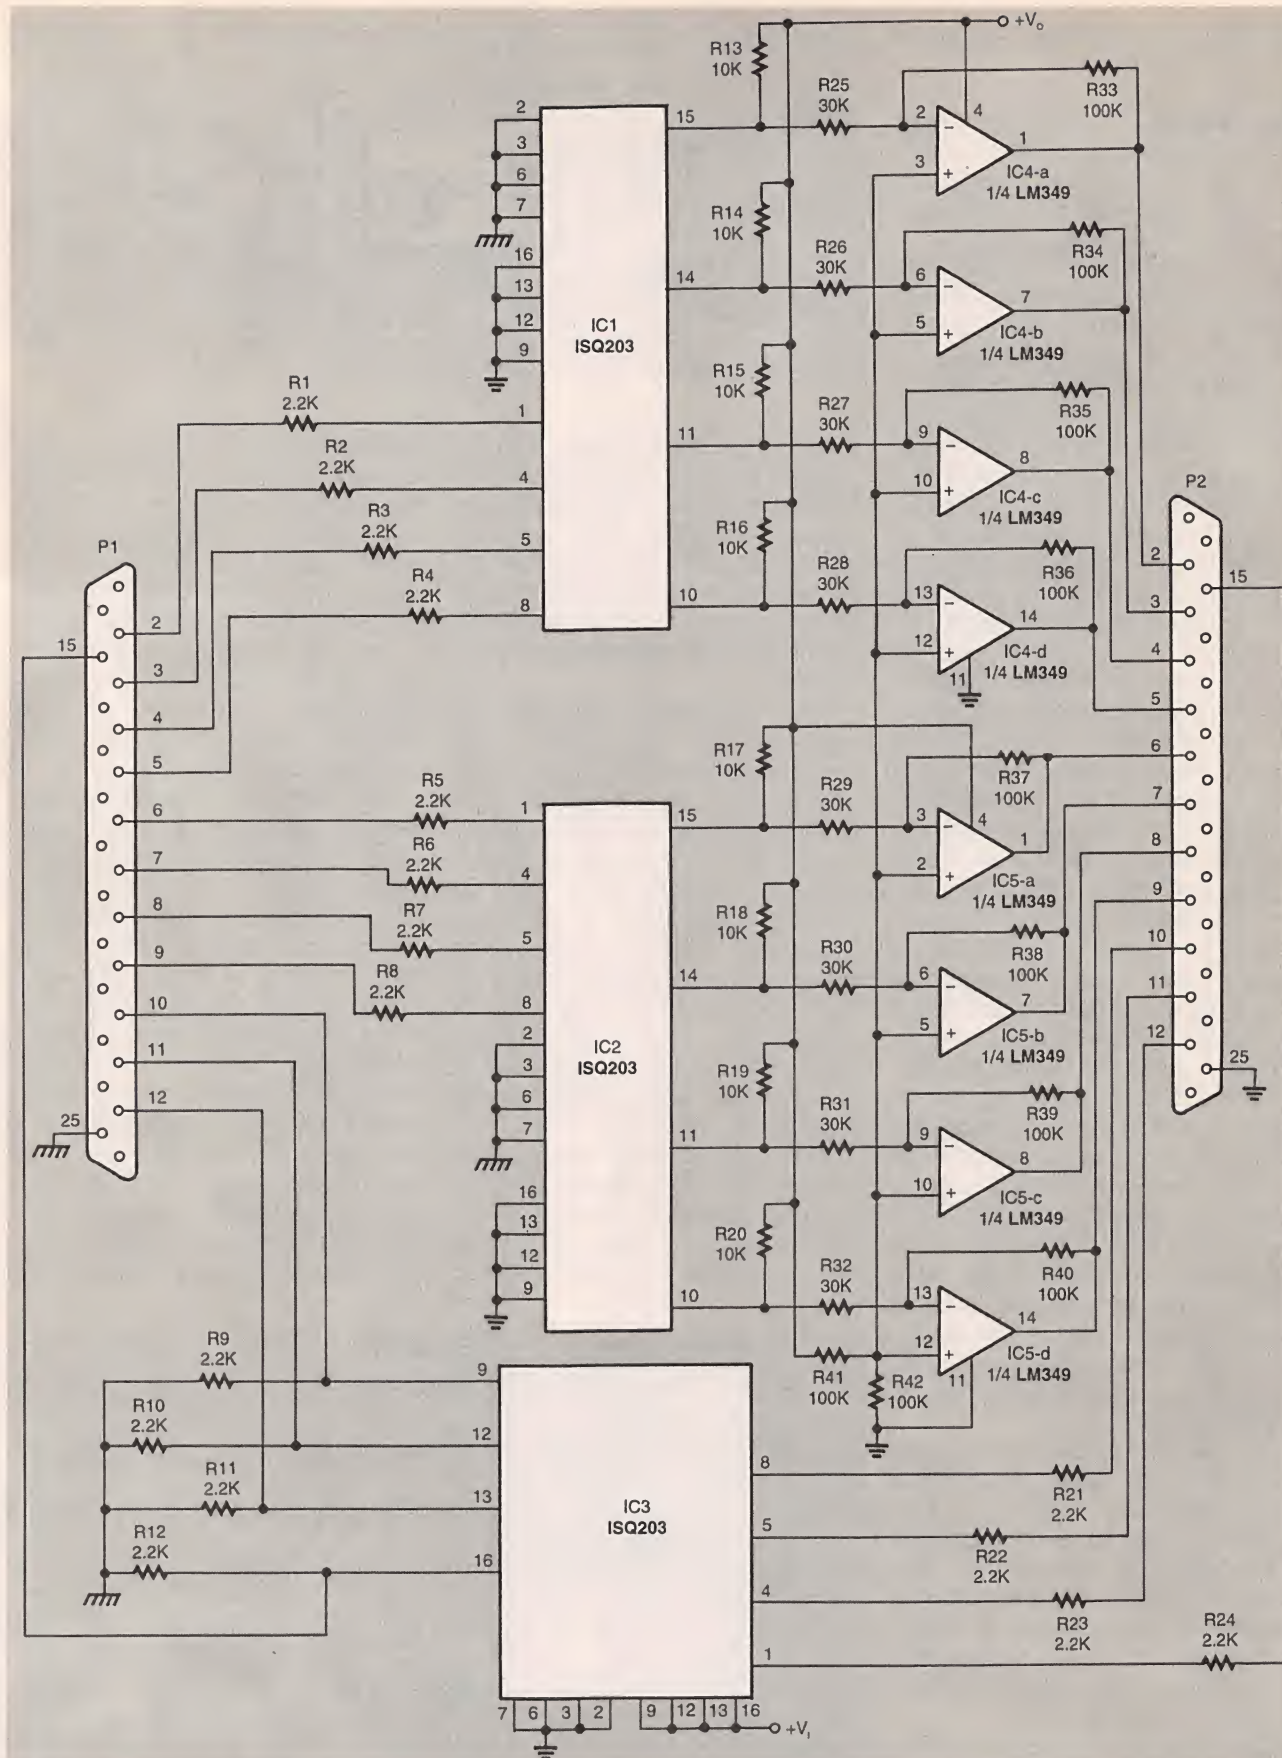 +Vo
R13
10K
R25
30K
R33
100K
2
3
6
7
15
2
3
4
1
IC4-a
1/4 LM349
16
13
12
9
R14
10K
R26
30K
R34
100K
14
6
5
7
IC4-b
1/4 LM349
IC1
ISQ203
R15
10K
R27
30K
R35
100K
11
9
10
8
IC4-c
1/4 LM349
R1
2.2K
1
R2
2.2K
4
R3
2.2K
5
R4
2.2K
8
R16
10K
R28
30K
R36
100K
10
13
12
14
11
IC4-d
1/4 LM349
P1
2
15
3
4
5
6
7
8
9
10
11
12
25
P2
2
15
3
4
5
6
7
8
9
10
11
12
25
R5
2.2K
1
R6
2.2K
4
R7
2.2K
5
R8
2.2K
8
2
3
6
7
16
13
12
9
IC2
ISQ203
R17
10K
R29
30K
R37
100K
15
3
2
4
1
IC5-a
1/4 LM349
R18
10K
R30
30K
R38
100K
14
6
5
7
IC5-b
1/4 LM349
R19
10K
R31
30K
R39
100K
11
9
10
8
IC5-c
1/4 LM349
R20
10K
R32
30K
R40
100K
10
13
12
14
11
IC5-d
1/4 LM349
R41
100K
R42
100K
R9
2.2K
9
R10
2.2K
12
R11
2.2K
13
R12
2.2K
16
IC3
ISQ203
8
R21
2.2K
5
R22
2.2K
4
R23
2.2K
1
R24
2.2K
7
6
3
2
9
12
13
16
+VI